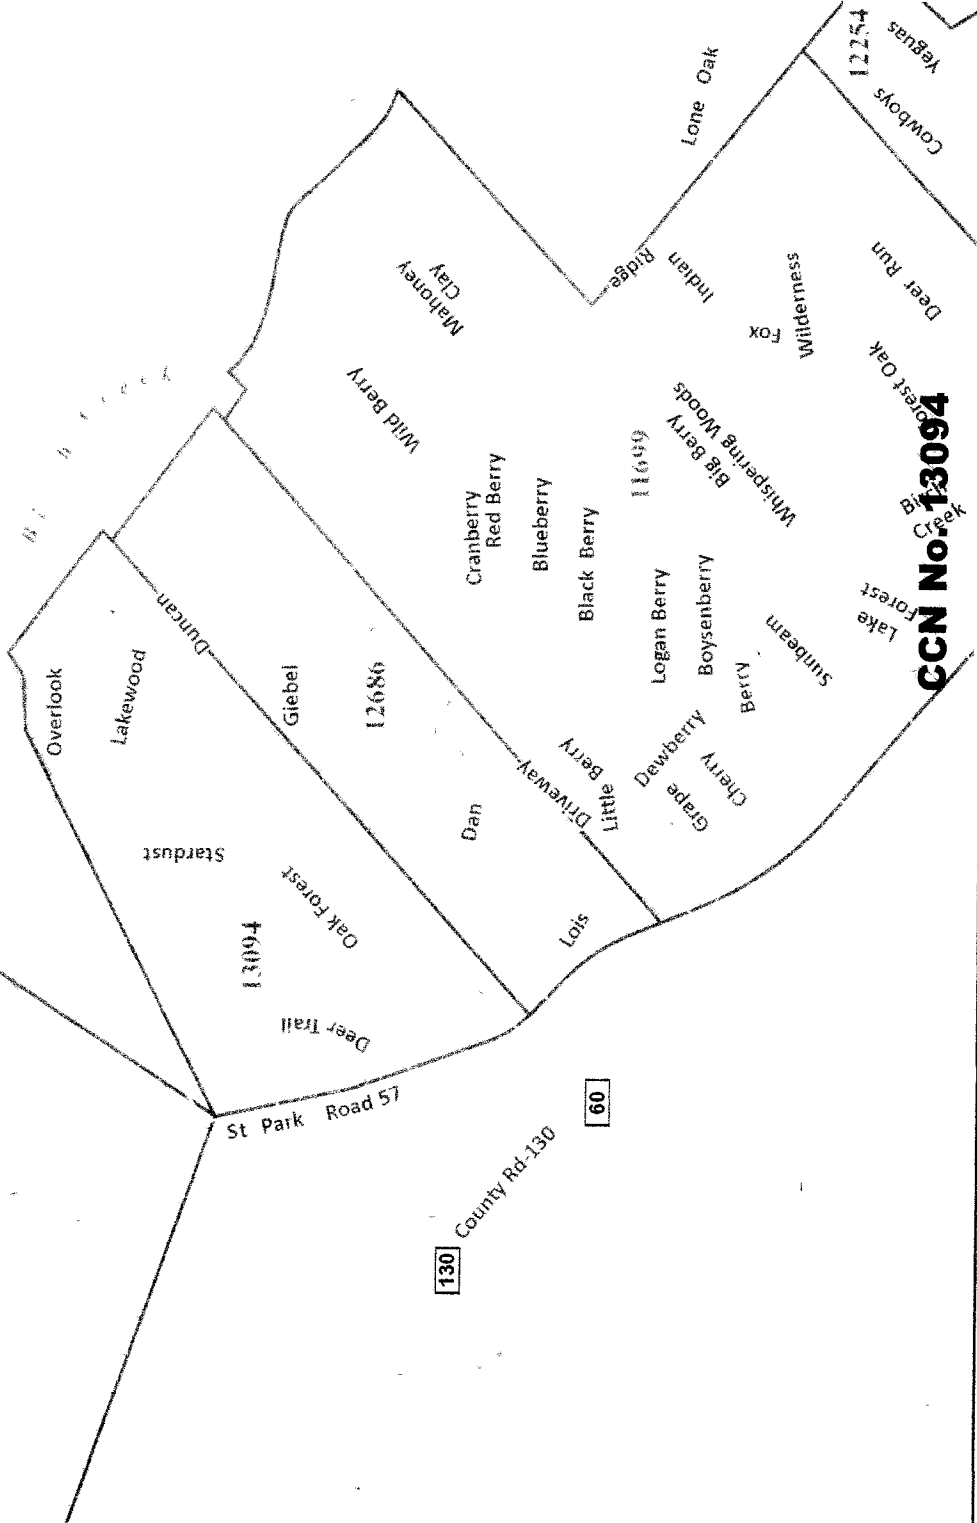 Lone Oak
12254
Yeguas
Cowboys
Ridge
Indian
Mahoney
Clay
Deer Run
Wilderness
Fox
Wild Berry
Forest Oak
Whispering Woods
Big Berry
11699
Cranberry
Red Berry
Blueberry
Black Berry
Creek
Duncan
Logan Berry
Boysenberry
Lake
Forest
Sunbeam
Berry
Overlook
Lakewood
Giebel
12686
Dewberry
Cherry
Grape
Little
Berry
Driveway
Dan
Stardust
Oak Forest
13094
Lois
Deer Trail
St Park Road 57
60
County Rd-130
130
CCN No. 13094